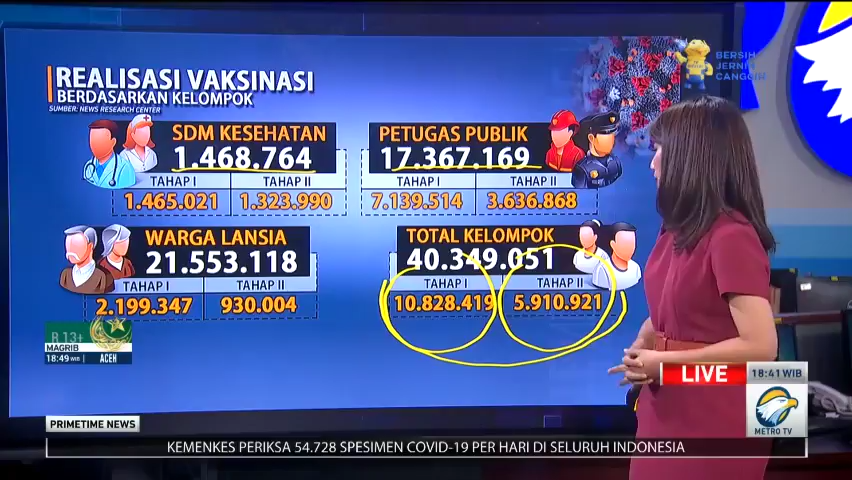 REALISASI VAKSINASI
BERDASARKAN KELOMPOK
SUMBER: NEWS RESEARCH CENTER
BERSIH
JERNIH
SDM KESEHATAN
1.468.764
TAHAP I TAHAP II
1.465.021 1.323.990
PETUGAS PUBLIK
17.367.169
TAHAP I TAHAP II
7.139.514 3.636.868
WARGA LANSIA
21.553.118
TAHAP I TAHAP II
2.199.347 930.004
TOTAL KELOMPOK
40.349.051
TAHAP I TAHAP II
10.828.419 5.910.921
R 13+
MAGRIB
18:49 WIB ACEH
LIVE 18:41 WIB
METRO TV
PRIMETIME NEWS
KEMENKES PERIKSA 54.728 SPESIMEN COVID-19 PER HARI DI SELURUH INDONESIA